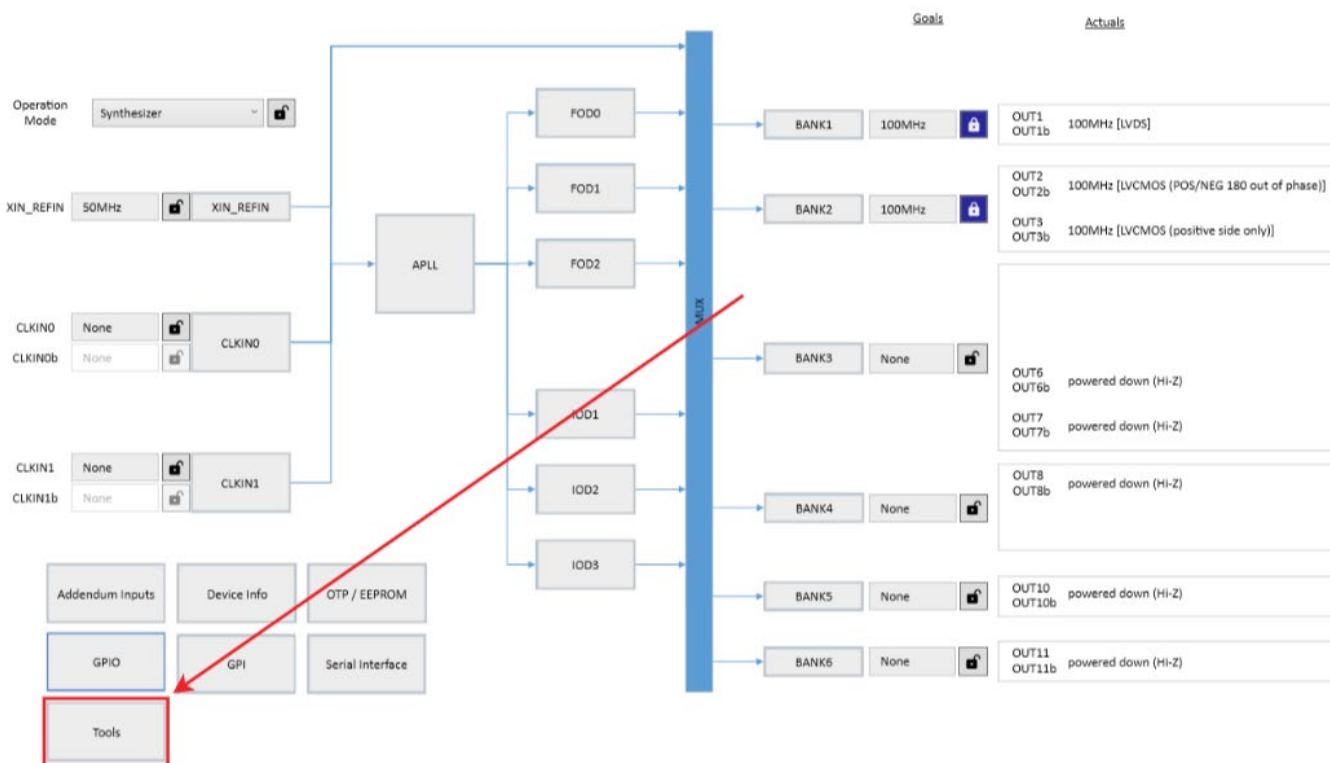 Goals
Actuals
Operation
Mode
Synthesizer
XIN_REFIN
50MHz
XIN_REFIN
CLKIN0
None
CLKIN0b
None
CLKIN0
CLKIN1
None
CLKIN1b
None
CLKIN1
APLL
FOD0
FOD1
FOD2
IOD1
IOD2
IOD3
MUX
BANK1
100MHz
OUT1
OUT1b
100MHz [LVDS]
BANK2
100MHz
OUT2
OUT2b
100MHz [LVCMOS (POS/NEG 180 out of phase)]
OUT3
OUT3b
100MHz [LVCMOS (positive side only)]
BANK3
None
OUT6
OUT6b
powered down (Hi-Z)
OUT7
OUT7b
powered down (Hi-Z)
BANK4
None
OUT8
OUT8b
powered down (Hi-Z)
BANK5
None
OUT10
OUT10b
powered down (Hi-Z)
BANK6
None
OUT11
OUT11b
powered down (Hi-Z)
Addendum Inputs
Device Info
OTP / EEPROM
GPIO
GPI
Serial Interface
Tools